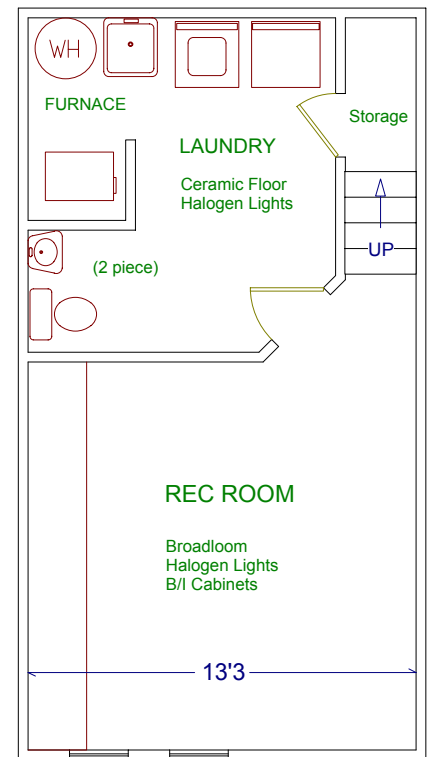 WH
FURNACE
Storage
LAUNDRY
Ceramic Floor
Halogen Lights
UP
(2 piece)
REC ROOM
Broadloom
Halogen Lights
B/I Cabinets
13'3